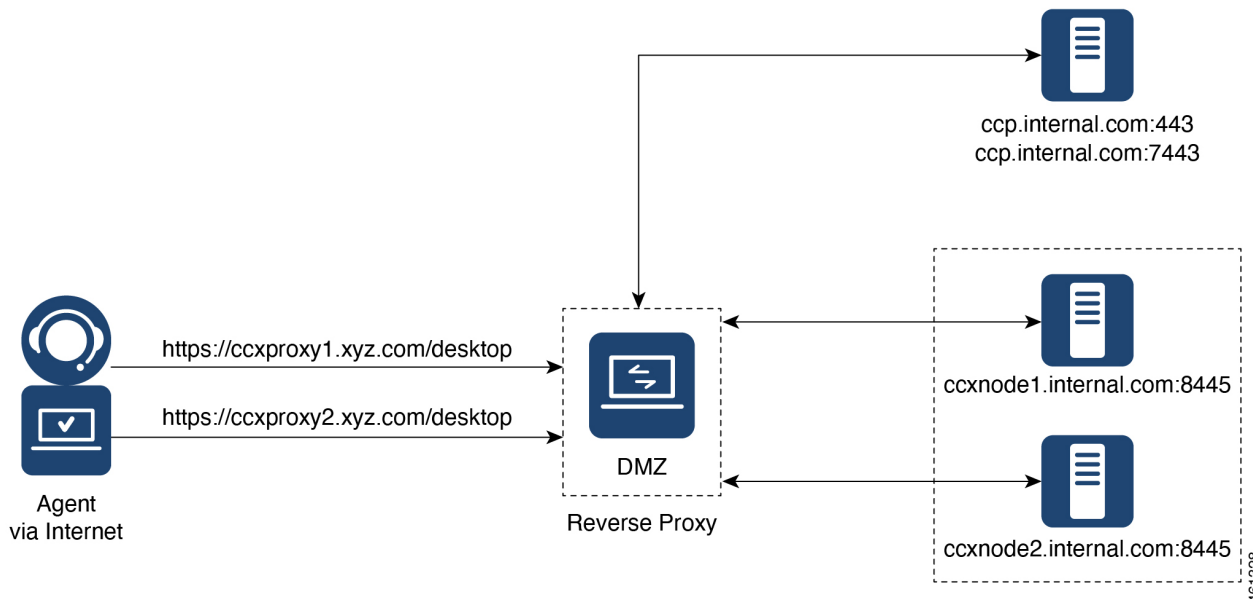 ccp.internal.com:443
ccp.internal.com:7443
https://ccxproxy1.xyz.com/desktop
https://ccxproxy2.xyz.com/desktop
Agent
via Internet
DMZ
Reverse Proxy
ccxnode1.internal.com:8445
ccxnode2.internal.com:8445